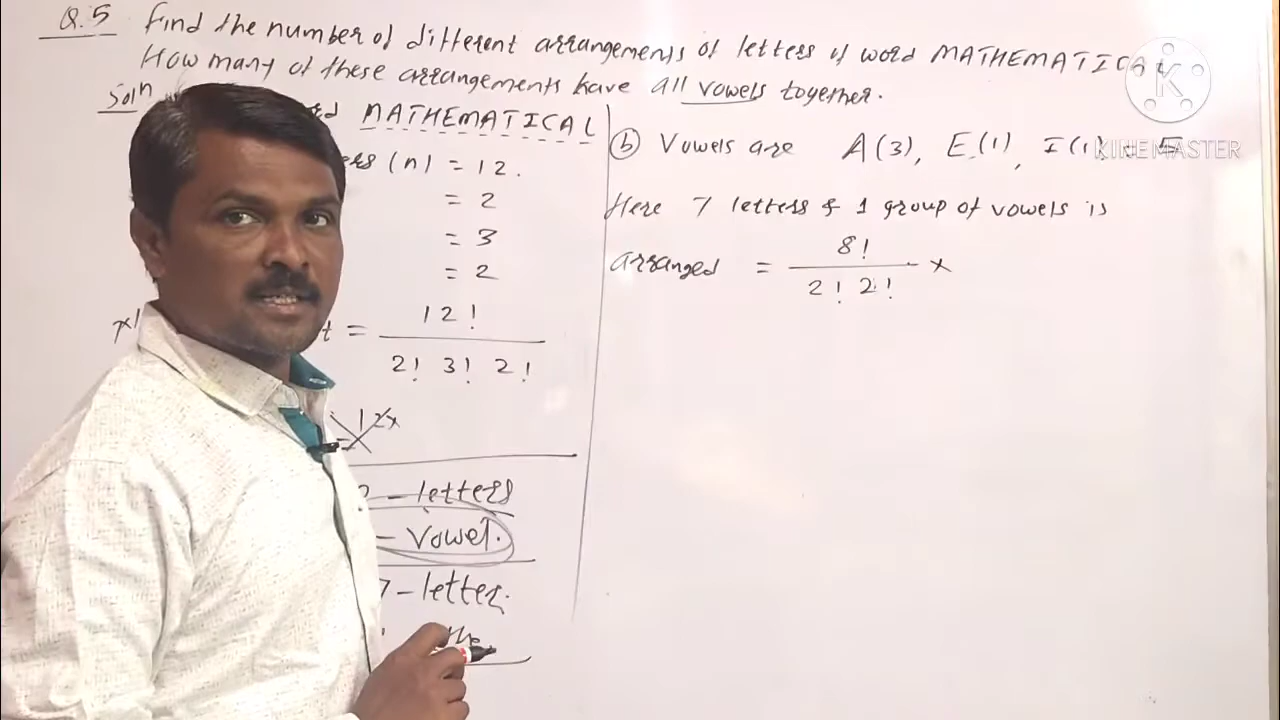 Q.5 Find the number of different arrangements of letters of word MATHEMATICAL
How many of these arrangements have all vowels together.
Soln MATHEMATICAL
(n) = 12.
= 2
= 3
= 2
= 12! / 2! 3! 2!
= 12x
- letters
- Vowel.
7 - letter.
(b) Vowels are A(3), E(1), I(1)
Here 7 letters & 1 group of vowels is
arranged = 8! / 2! 2! ×
K
KINEMASTER